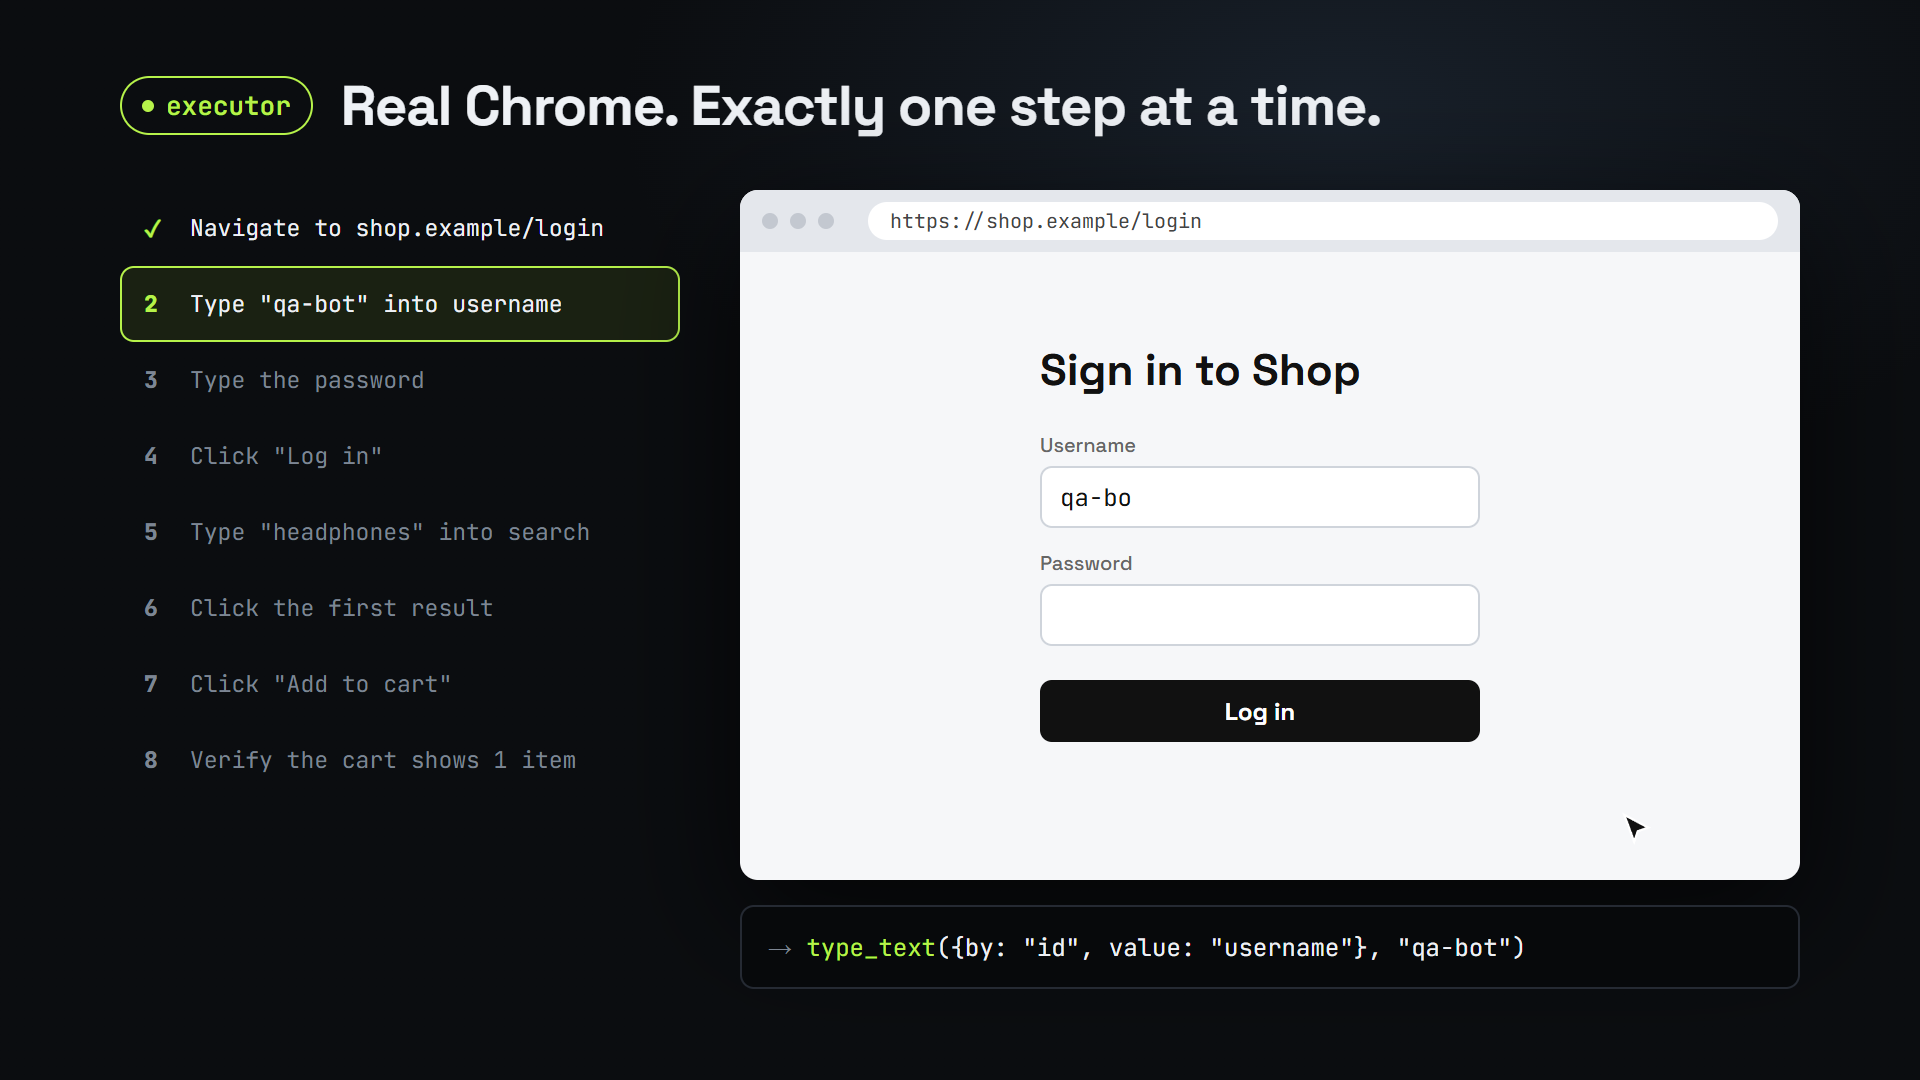 executor
Real Chrome. Exactly one step at a time.
✓ Navigate to shop.example/login
2 Type "qa-bot" into username
3 Type the password
4 Click "Log in"
5 Type "headphones" into search
6 Click the first result
7 Click "Add to cart"
8 Verify the cart shows 1 item
https://shop.example/login
Sign in to Shop
Username
qa-bo
Password
Log in
→ type_text({by: "id", value: "username"}, "qa-bot")